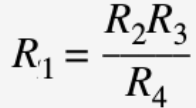 R₁ = R₂R₃ / R₄